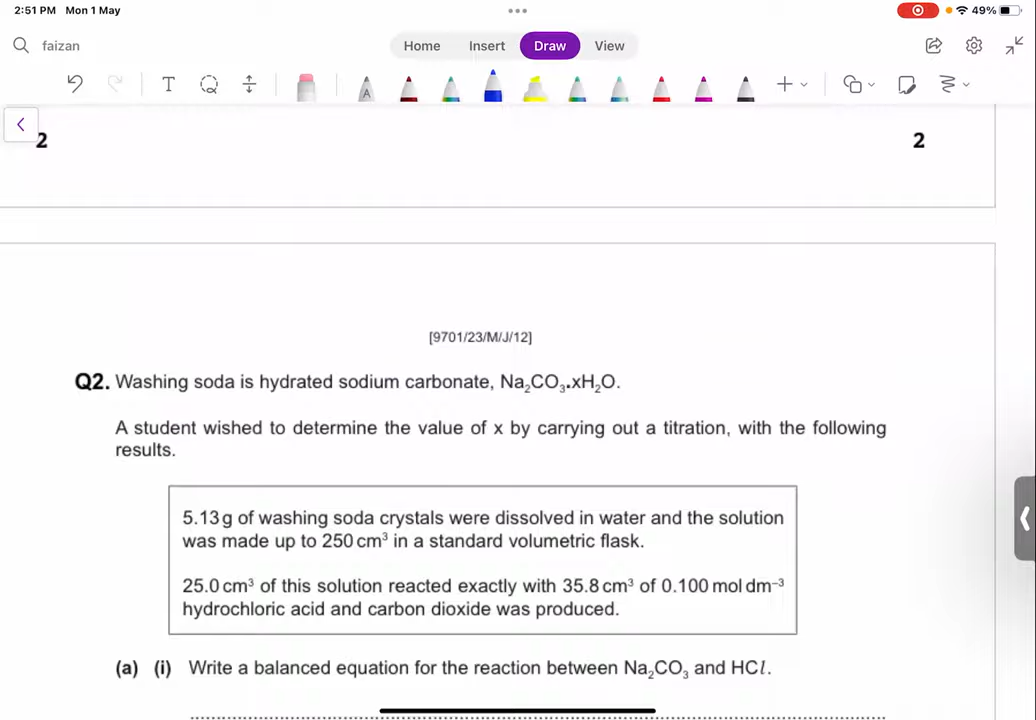 2:51 PM Mon 1 May
49%
faizan
Home Insert Draw View
T
A
2 2
[9701/23/M/J/12]
Q2. Washing soda is hydrated sodium carbonate, Na₂CO₃.xH₂O.
A student wished to determine the value of x by carrying out a titration, with the following
results.
5.13 g of washing soda crystals were dissolved in water and the solution
was made up to 250 cm³ in a standard volumetric flask.
25.0 cm³ of this solution reacted exactly with 35.8 cm³ of 0.100 mol dm⁻³
hydrochloric acid and carbon dioxide was produced.
(a) (i) Write a balanced equation for the reaction between Na₂CO₃ and HCl.